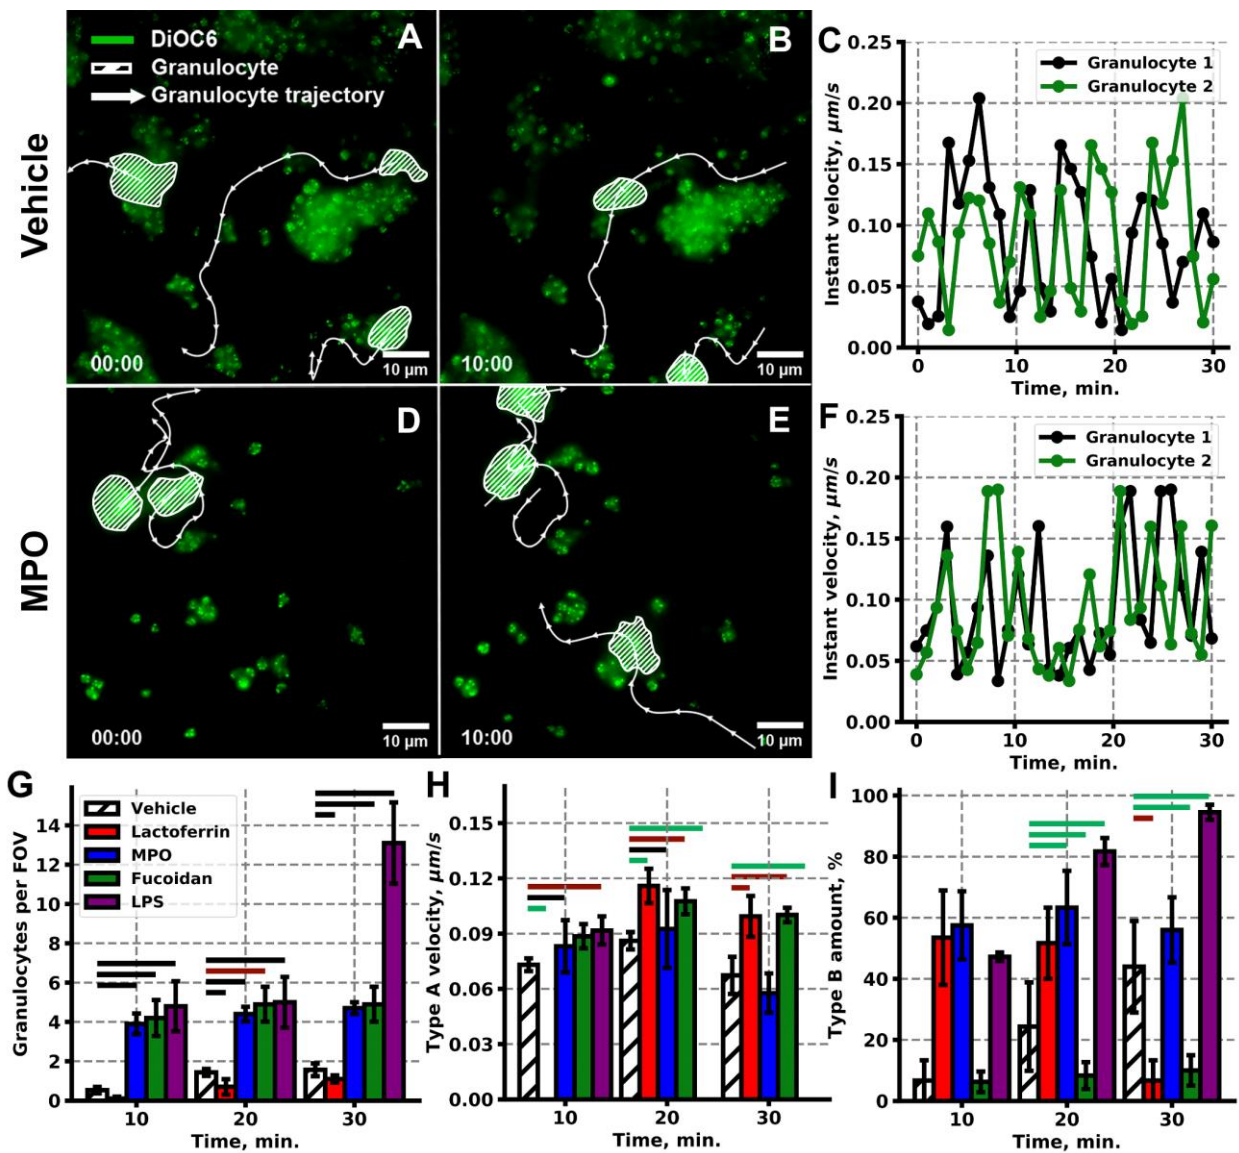 Vehicle
DiOC6
Granulocyte
Granulocyte trajectory
A
00:00
10 µm
B
10:00
10 µm
C
0.25
0.20
0.15
0.10
0.05
0.00
Instant velocity, µm/s
Granulocyte 1
Granulocyte 2
0 10 20 30
Time, min.
MPO
D
00:00
10 µm
E
10:00
10 µm
F
0.25
0.20
0.15
0.10
0.05
0.00
Instant velocity, µm/s
Granulocyte 1
Granulocyte 2
0 10 20 30
Time, min.
G
Granulocytes per FOV
14
12
10
8
6
4
2
0
Vehicle
Lactoferrin
MPO
Fucoidan
LPS
10 20 30
Time, min.
H
Type A velocity, µm/s
0.15
0.12
0.09
0.06
0.03
0.00
10 20 30
Time, min.
I
Type B amount, %
100
80
60
40
20
0
10 20 30
Time, min.